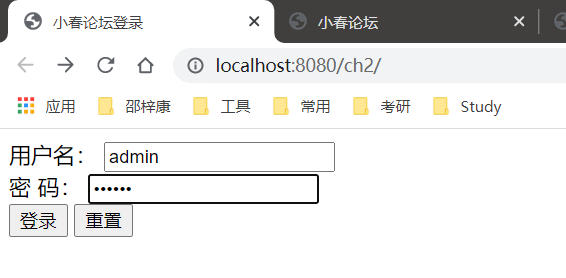 小春论坛登录 小春论坛
localhost:8080/ch2/
应用 邵梓康 工具 常用 考研 Study
用户名： admin
密 码： ••••••
登录 重置